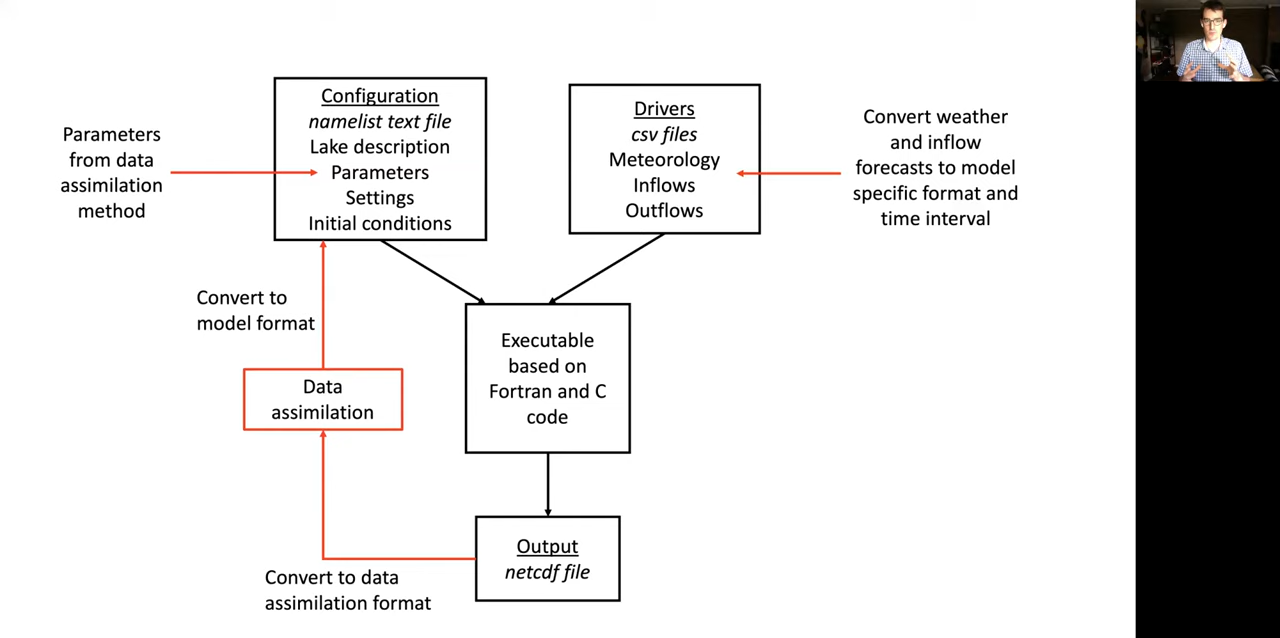 Parameters
from data
assimilation
method
Configuration
namelist text file
Lake description
Parameters
Settings
Initial conditions
Drivers
csv files
Meteorology
Inflows
Outflows
Convert weather
and inflow
forecasts to model
specific format and
time interval
Convert to
model format
Executable
based on
Fortran and C
code
Data
assimilation
Output
netcdf file
Convert to data
assimilation format